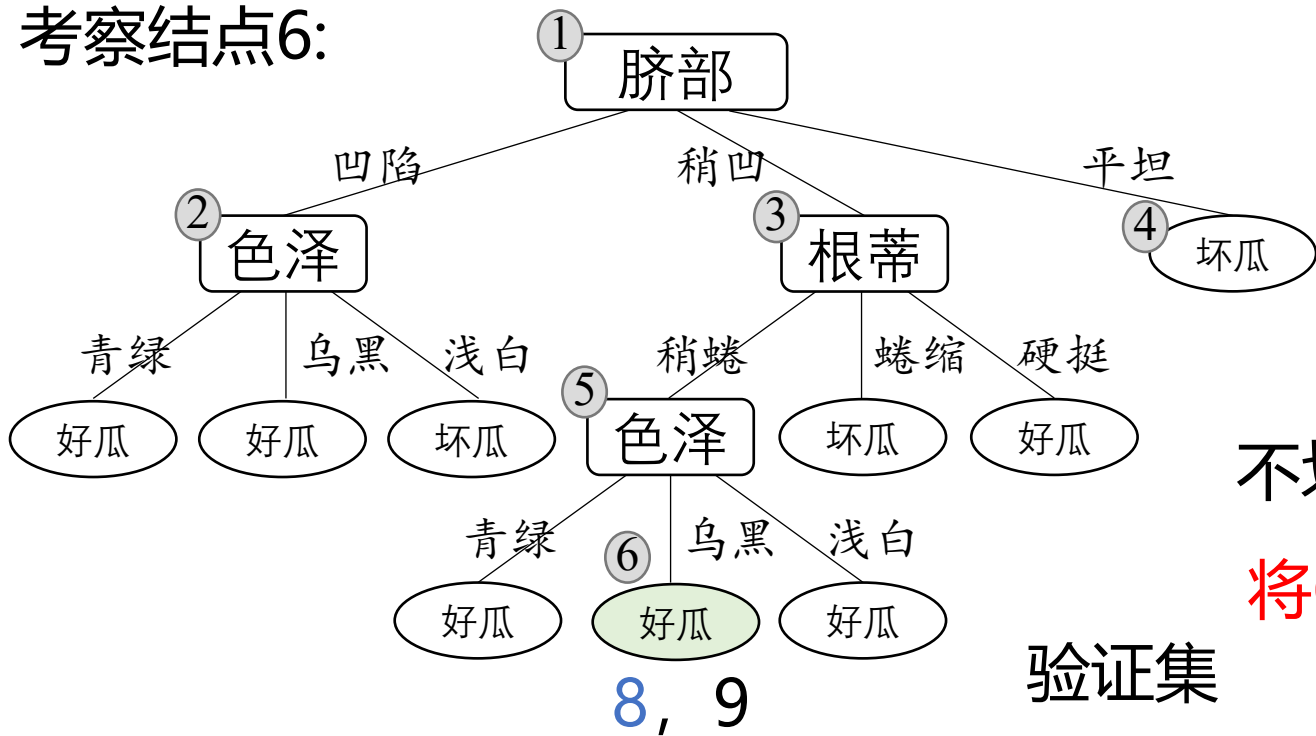 考察结点6:
1
脐部
凹陷
稍凹
平坦
2
色泽
3
根蒂
4
坏瓜
青绿
乌黑
浅白
稍蜷
蜷缩
硬挺
好瓜
好瓜
坏瓜
5
色泽
坏瓜
好瓜
不
青绿
6
乌黑
浅白
将
好瓜
好瓜
好瓜
验证集
8, 9